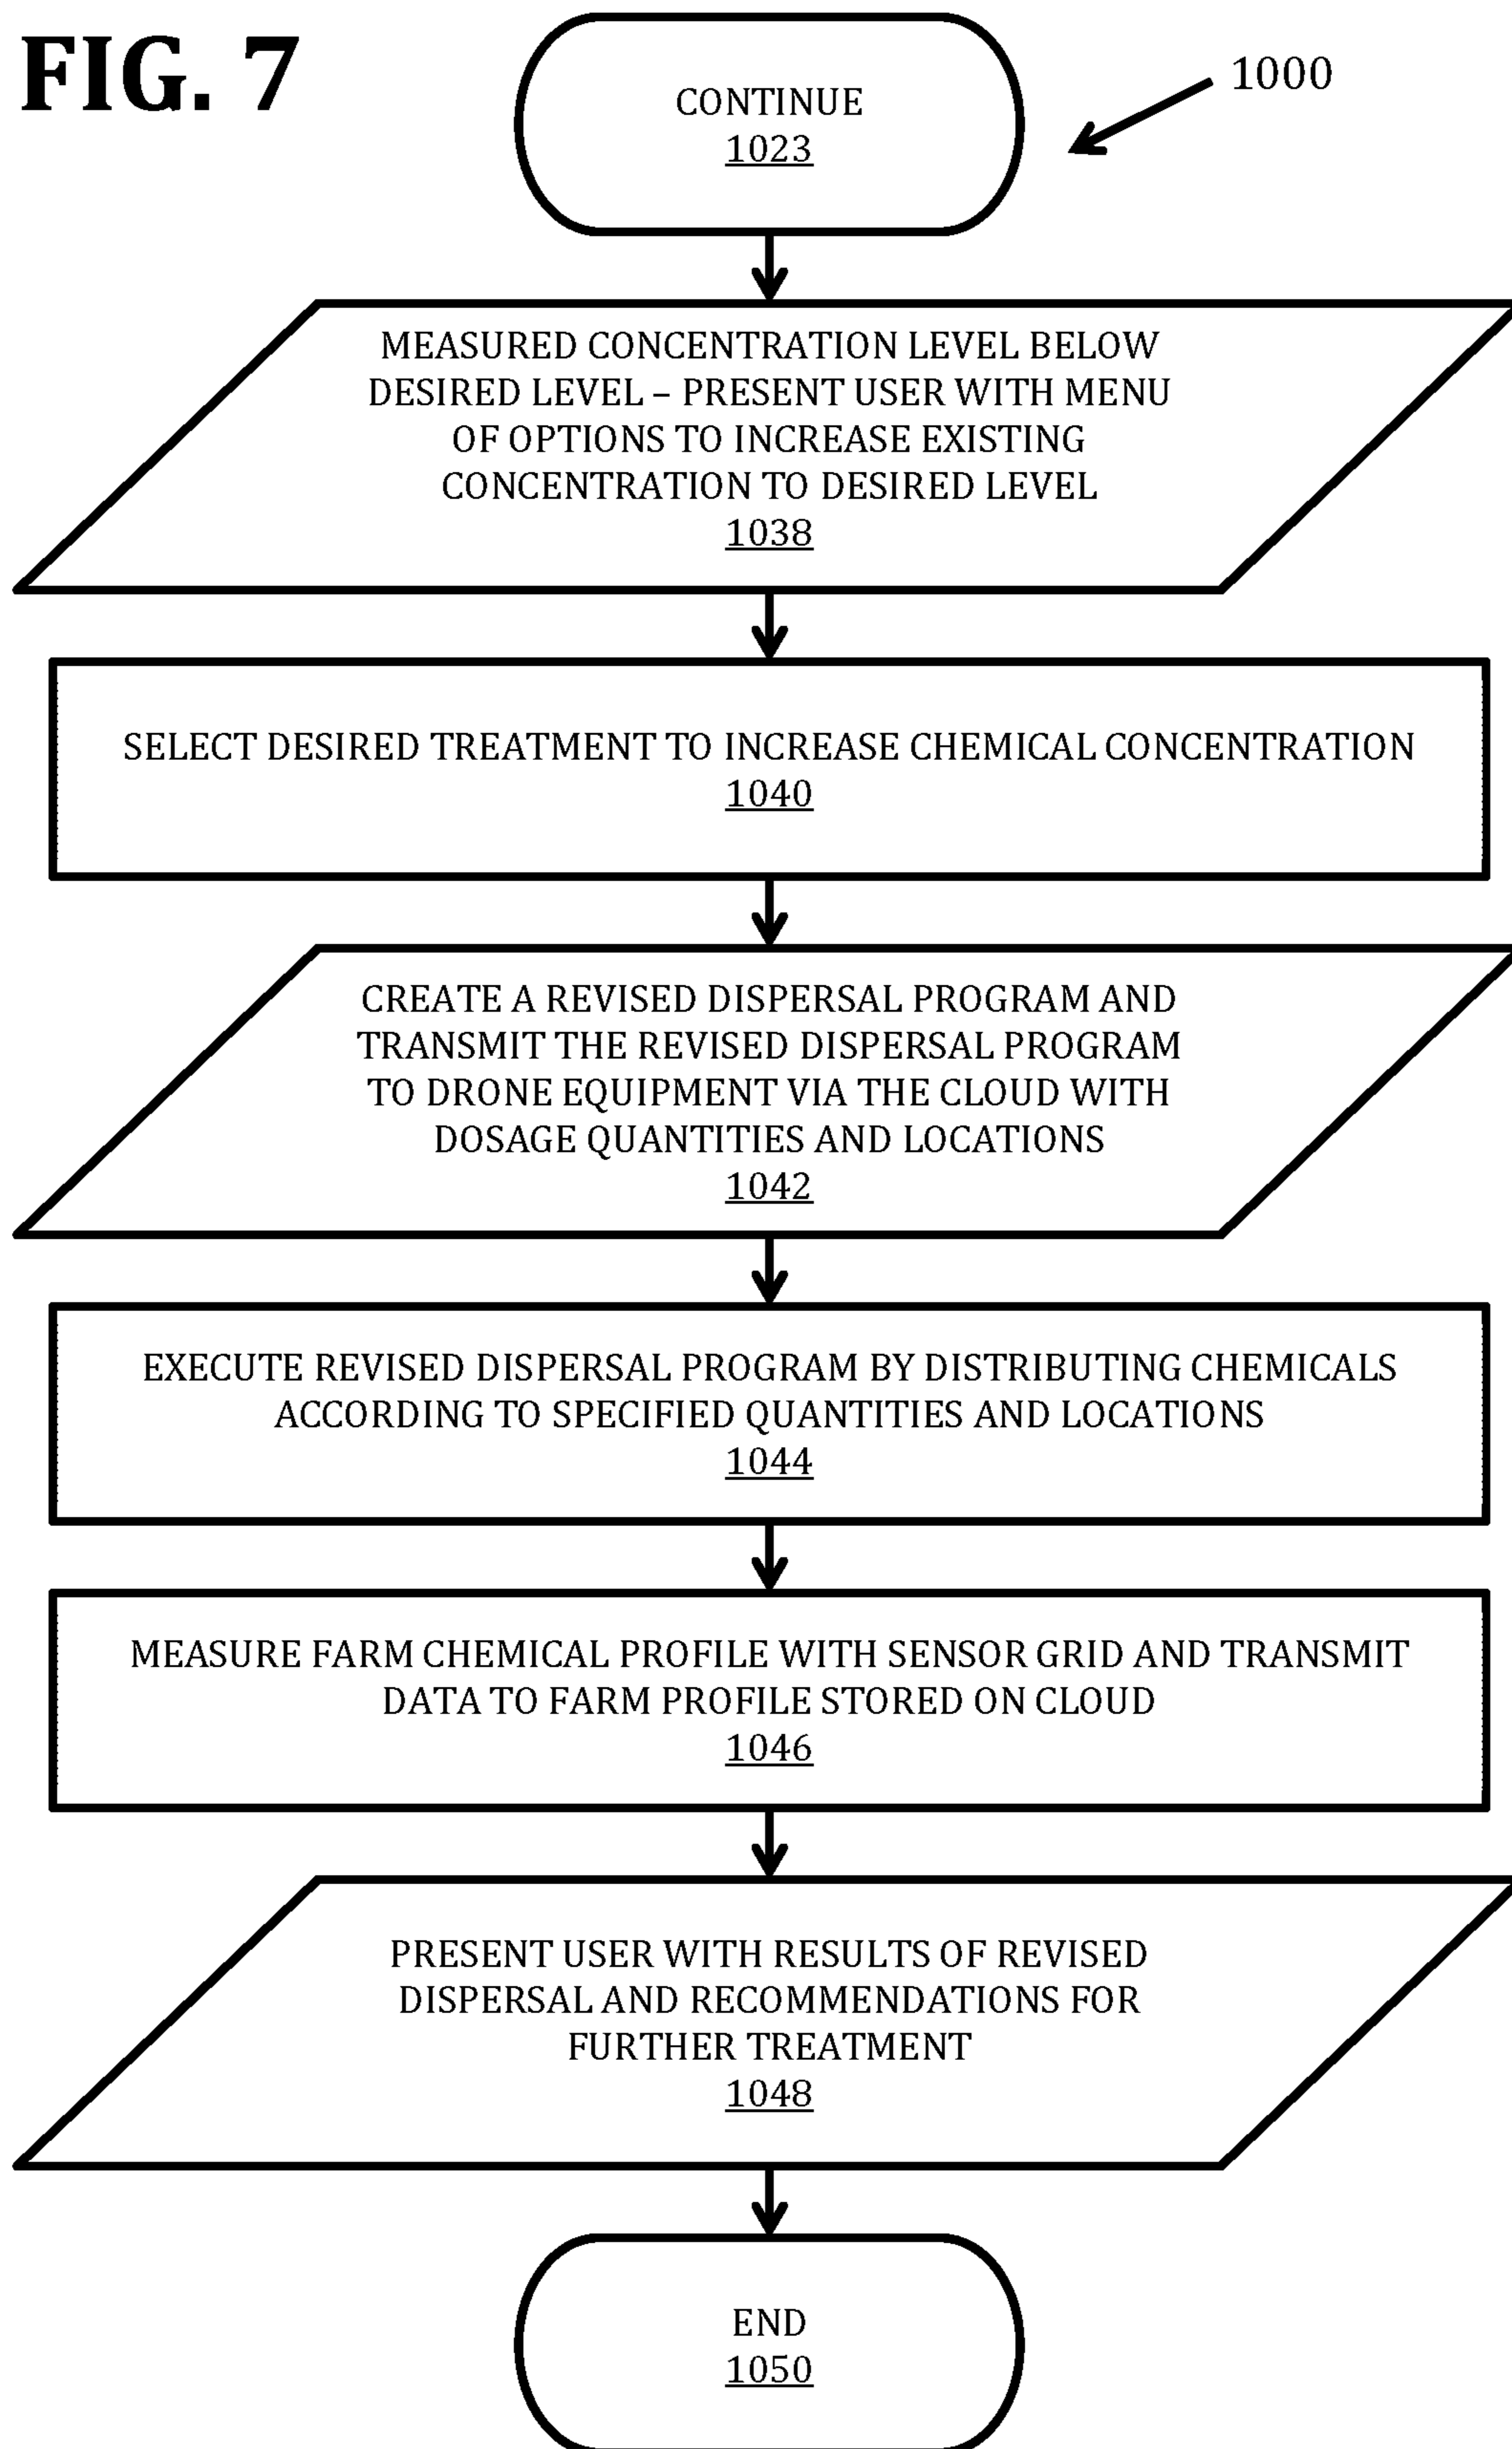 FIG. 7
1000
CONTINUE
1023
MEASURED CONCENTRATION LEVEL BELOW
DESIRED LEVEL – PRESENT USER WITH MENU
OF OPTIONS TO INCREASE EXISTING
CONCENTRATION TO DESIRED LEVEL
1038
SELECT DESIRED TREATMENT TO INCREASE CHEMICAL CONCENTRATION
1040
CREATE A REVISED DISPERSAL PROGRAM AND
TRANSMIT THE REVISED DISPERSAL PROGRAM
TO DRONE EQUIPMENT VIA THE CLOUD WITH
DOSAGE QUANTITIES AND LOCATIONS
1042
EXECUTE REVISED DISPERSAL PROGRAM BY DISTRIBUTING CHEMICALS
ACCORDING TO SPECIFIED QUANTITIES AND LOCATIONS
1044
MEASURE FARM CHEMICAL PROFILE WITH SENSOR GRID AND TRANSMIT
DATA TO FARM PROFILE STORED ON CLOUD
1046
PRESENT USER WITH RESULTS OF REVISED
DISPERSAL AND RECOMMENDATIONS FOR
FURTHER TREATMENT
1048
END
1050